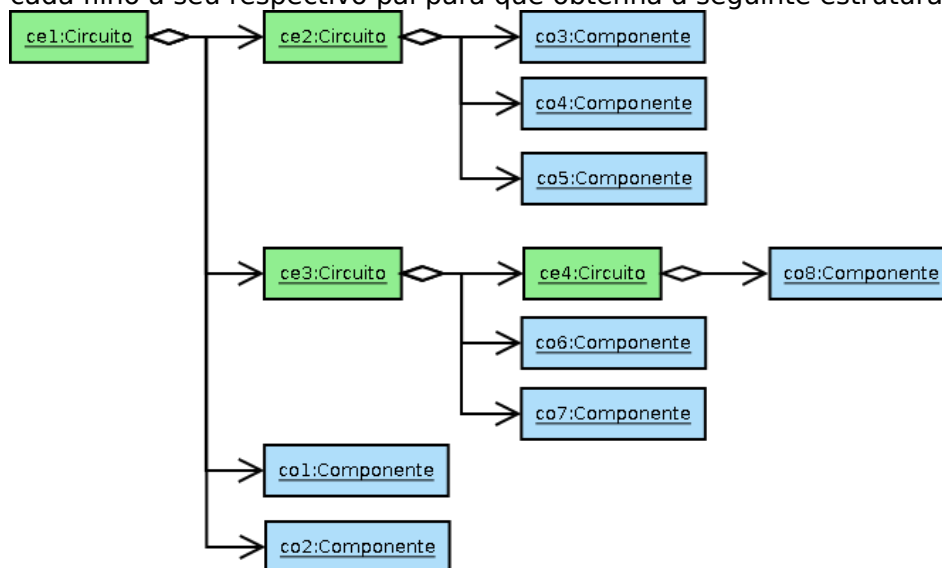 cada filho a seu respectivo pai para que obtenha a seguinte estrutura
ce1:Circuito
ce2:Circuito
co3:Componente
co4:Componente
co5:Componente
ce3:Circuito
ce4:Circuito
co8:Componente
co6:Componente
co7:Componente
co1:Componente
co2:Componente